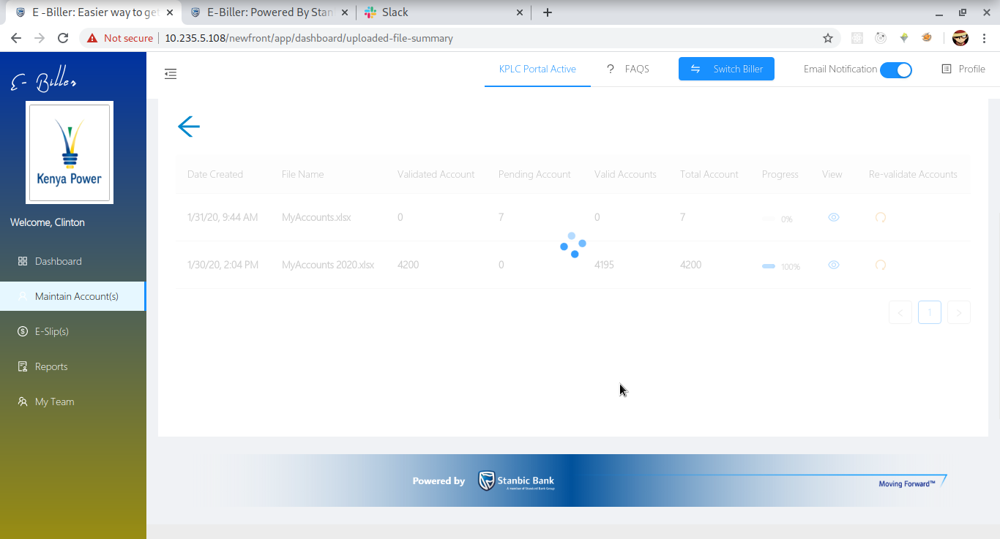 E -Biller: Easier way to get
E-Biller: Powered By Stan
Slack
Not secure
10.235.5.108/newfront/app/dashboard/uploaded-file-summary
E- Biller
Kenya Power
Welcome, Clinton
Dashboard
Maintain Account(s)
E-Slip(s)
Reports
My Team
KPLC Portal Active
? FAQS
Switch Biller
Email Notification
Profile
Date Created File Name Validated Account Pending Account Valid Accounts Total Account Progress View Re-validate Accounts
1/31/20, 9:44 AM MyAccounts.xlsx 0 7 0 7 0%
1/30/20, 2:04 PM MyAccounts 2020.xlsx 4200 0 4195 4200 100%
< 1 >
Powered by
Stanbic Bank
A member of Standard Bank Group
Moving Forward™